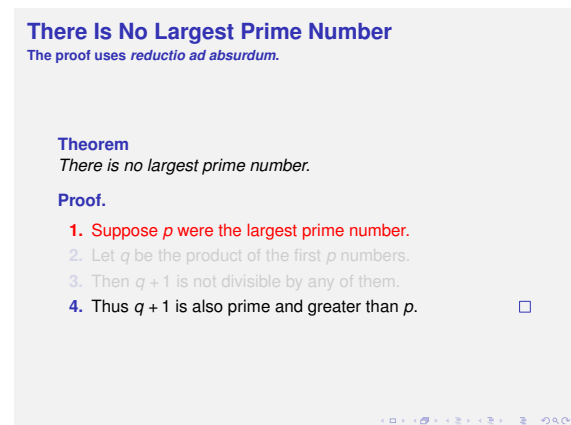 There Is No Largest Prime Number
The proof uses reductio ad absurdum.
Theorem
There is no largest prime number.
Proof.
1. Suppose p were the largest prime number.
2. Let q be the product of the first p numbers.
3. Then q + 1 is not divisible by any of them.
4. Thus q + 1 is also prime and greater than p.